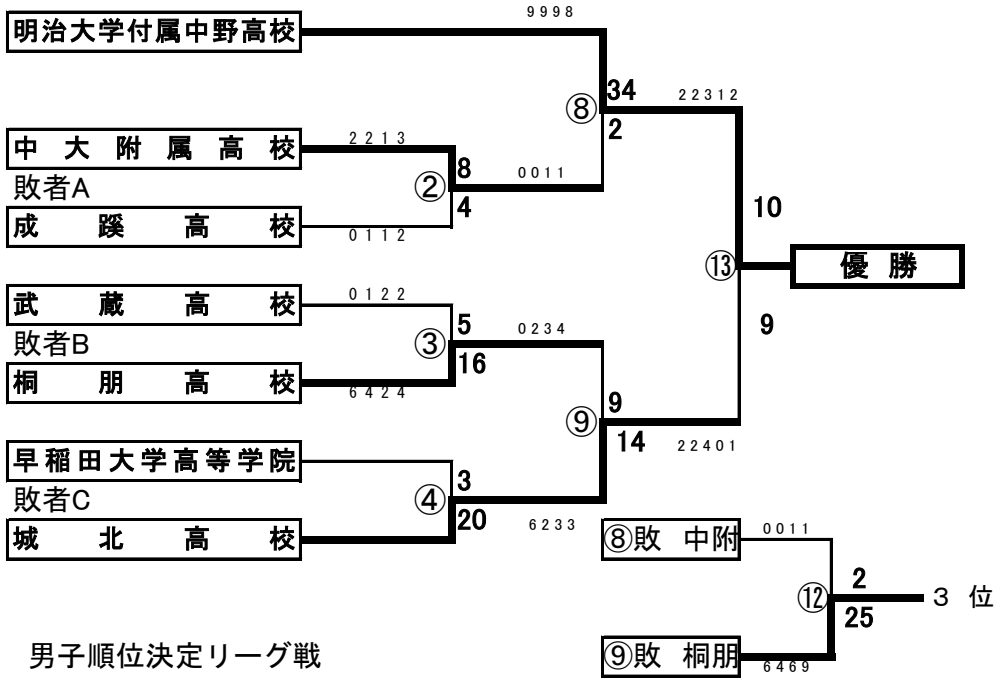 9998
明治大学付属中野高校
34
22312
⑧
2
中大附属高校
2213
8
0011
敗者A
②
4
成蹊高校
0112
10
⑬
優勝
武蔵高校
0122
5
0234
9
敗者B
③
16
桐朋高校
6424
9
⑨
14
22401
早稲田大学高等学院
3
敗者C
④
20
6233
城北高校
⑧敗 中附
0011
2
⑫
3 位
25
男子順位決定リーグ戦
⑨敗 桐朋
6469